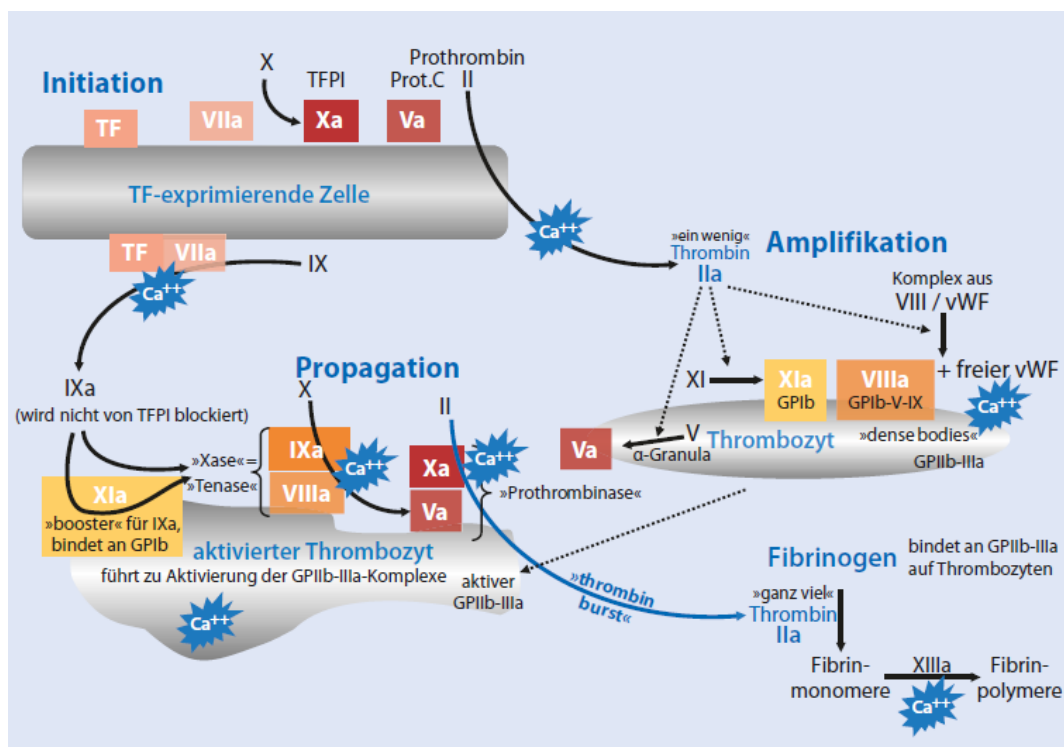 Initiation
X
TFPI
Prot.C
Prothrombin
II
TF
VIIa
Xa
Va
TF-exprimierende Zelle
TF
VIIa
Ca++
IX
Ca++
»ein wenig«
Thrombin
IIa
Amplifikation
Komplex aus
VIII / vWF
+ freier vWF
Ca++
XI
XIa
GPIb
VIIIa
GPIb-V-IX
Va
V
α-Granula
Thrombozyt
»dense bodies«
GPIIb-IIIa
IXa
(wird nicht von TFPI blockiert)
Propagation
X
II
»Xase« =
»Tenase«
IXa
VIIIa
Ca++
Xa
Va
Ca++
»Prothrombinase«
XIa
»booster« für IXa,
bindet an GPIb
aktivierter Thrombozyt
führt zu Aktivierung der GPIIb-IIIa-Komplexe
aktiver
GPIIb-IIIa
Ca++
»thrombin
burst«
Fibrinogen
bindet an GPIIb-IIIa
auf Thrombozyten
»ganz viel«
Thrombin
IIa
Fibrin-
monomere
XIIIa
Ca++
Fibrin-
polymere